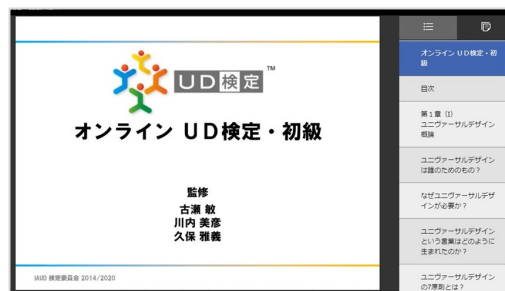 UD検定™
オンライン UD検定・初級
監修
古瀬 敏
川内 美彦
久保 雅義
IAUD 検定委員会 2014/2020
オンライン UD検定・初
級
目次
第1章 (I)
ユニヴァーサルデザイン
概論
ユニヴァーサルデザイン
は誰のためのもの？
なぜユニヴァーサルデザ
インが必要か？
ユニヴァーサルデザイン
という言葉はどのように
生まれたのか？
ユニヴァーサルデザイン
の7原則とは？